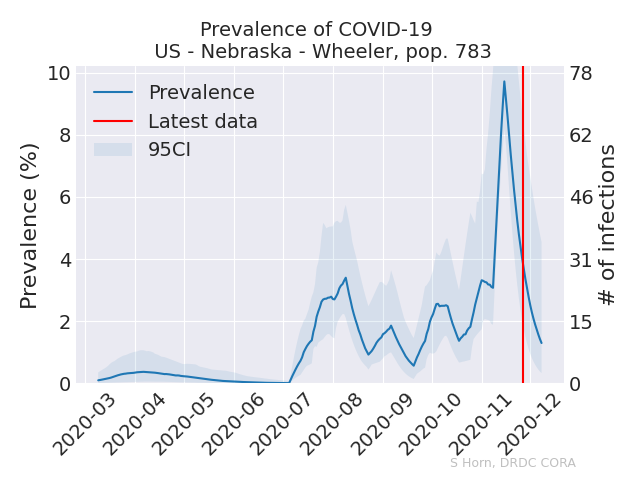 Prevalence of COVID-19
US - Nebraska - Wheeler, pop. 783
Prevalence
Latest data
95CI
Prevalence (%)
10
8
6
4
2
0
# of infections
78
62
46
31
15
0
2020-03
2020-04
2020-05
2020-06
2020-07
2020-08
2020-09
2020-10
2020-11
2020-12
S Horn, DRDC CORA